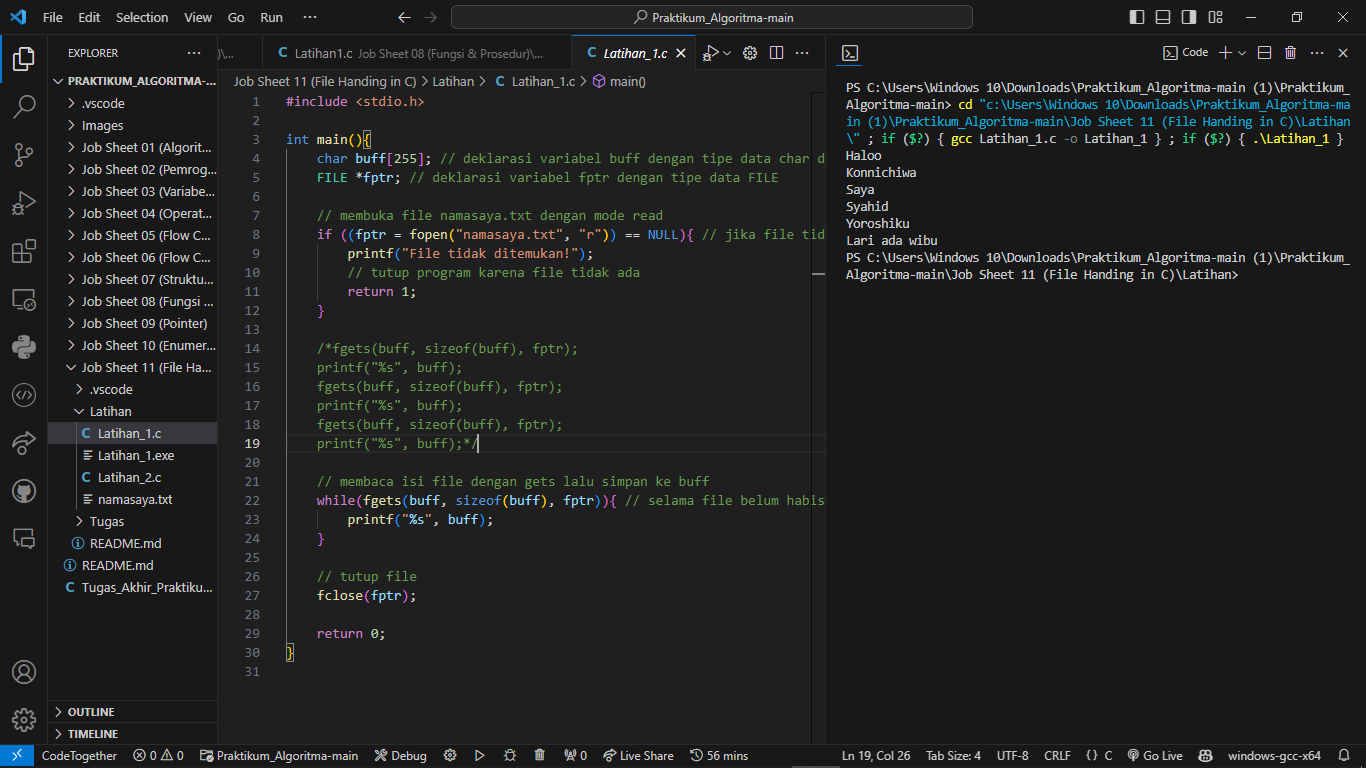 File Edit Selection View Go Run ··· Praktikum_Algoritma-main
EXPLORER ···
PRAKTIKUM_ALGORITMA-...
.vscode
Images
Job Sheet 01 (Algorit...
Job Sheet 02 (Pemrog...
Job Sheet 03 (Variabe...
Job Sheet 04 (Operat...
Job Sheet 05 (Flow C...
Job Sheet 06 (Flow C...
Job Sheet 07 (Struktu...
Job Sheet 08 (Fungsi ...
Job Sheet 09 (Pointer)
Job Sheet 10 (Enumer...
Job Sheet 11 (File Ha...
.vscode
Latihan
C Latihan_1.c
Latihan_1.exe
C Latihan_2.c
namasaya.txt
Tugas
README.md
README.md
C Tugas_Akhir_Praktiku...
OUTLINE
TIMELINE
)\... C Latihan1.c Job Sheet 08 (Fungsi & Prosedur)\... C Latihan_1.c ···
Job Sheet 11 (File Handing in C) > Latihan > C Latihan_1.c > main()
1 #include <stdio.h>
2
3 int main(){
4 char buff[255]; // deklarasi variabel buff dengan tipe data char d
5 FILE *fptr; // deklarasi variabel fptr dengan tipe data FILE
6
7 // membuka file namasaya.txt dengan mode read
8 if ((fptr = fopen("namasaya.txt", "r")) == NULL){ // jika file tid
9 printf("File tidak ditemukan!");
10 // tutup program karena file tidak ada
11 return 1;
12 }
13
14 /*fgets(buff, sizeof(buff), fptr);
15 printf("%s", buff);
16 fgets(buff, sizeof(buff), fptr);
17 printf("%s", buff);
18 fgets(buff, sizeof(buff), fptr);
19 printf("%s", buff);*/
20
21 // membaca isi file dengan gets lalu simpan ke buff
22 while(fgets(buff, sizeof(buff), fptr)){ // selama file belum habis
23 printf("%s", buff);
24 }
25
26 // tutup file
27 fclose(fptr);
28
29 return 0;
30 }
31
Code ···
PS C:\Users\Windows 10\Downloads\Praktikum_Algoritma-main (1)\Praktikum_
Algoritma-main> cd "c:\Users\Windows 10\Downloads\Praktikum_Algoritma-ma
in (1)\Praktikum_Algoritma-main\Job Sheet 11 (File Handing in C)\Latihan
\" ; if ($?) { gcc Latihan_1.c -o Latihan_1 } ; if ($?) { .\Latihan_1 }
Haloo
Konnichiwa
Saya
Syahid
Yoroshiku
Lari ada wibu
PS C:\Users\Windows 10\Downloads\Praktikum_Algoritma-main (1)\Praktikum_
Algoritma-main\Job Sheet 11 (File Handing in C)\Latihan>
CodeTogether 0 0 Praktikum_Algoritma-main Debug 0 Live Share 56 mins Ln 19, Col 26 Tab Size: 4 UTF-8 CRLF { } C Go Live windows-gcc-x64